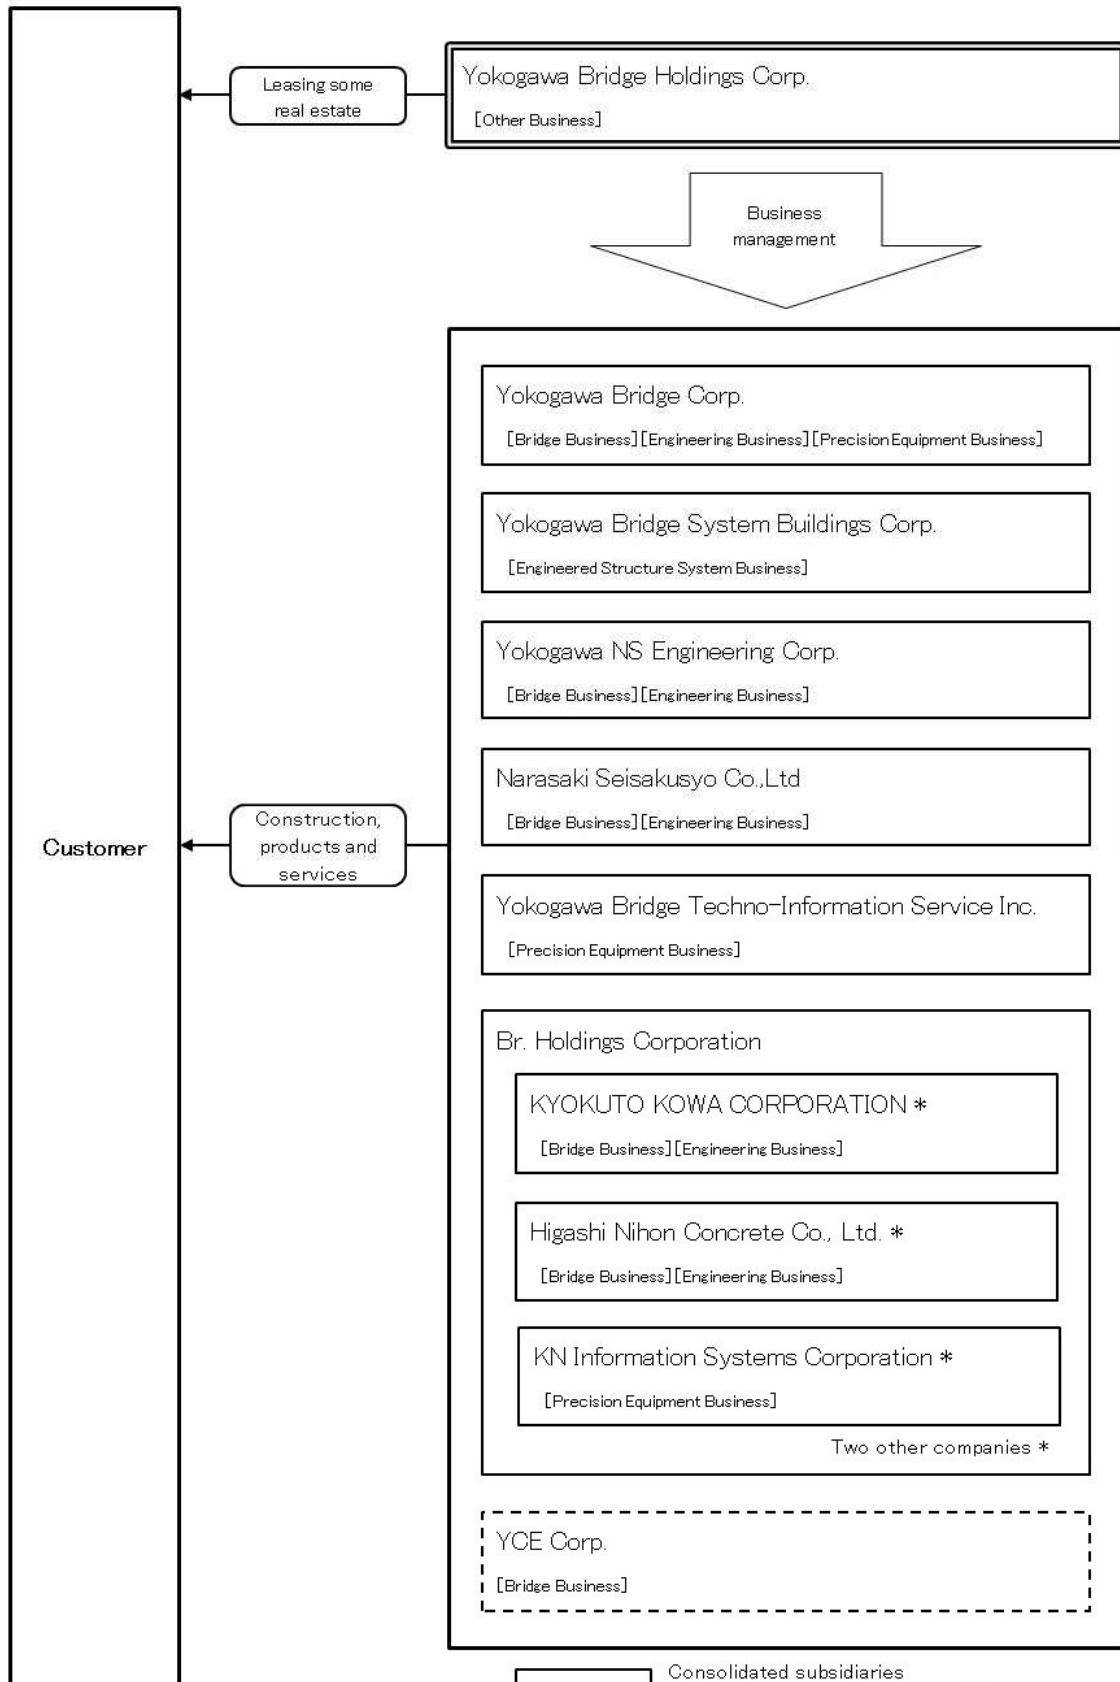 Leasing some
real estate
Yokogawa Bridge Holdings Corp.
[Other Business]
Business
management
Yokogawa Bridge Corp.
[Bridge Business][Engineering Business][Precision Equipment Business]
Yokogawa Bridge System Buildings Corp.
[Engineered Structure System Business]
Yokogawa NS Engineering Corp.
[Bridge Business][Engineering Business]
Narasaki Seisakusyo Co.,Ltd
[Bridge Business][Engineering Business]
Customer
Construction,
products and
services
Yokogawa Bridge Techno-Information Service Inc.
[Precision Equipment Business]
Br. Holdings Corporation
KYOKUTO KOWA CORPORATION *
[Bridge Business][Engineering Business]
Higashi Nihon Concrete Co., Ltd. *
[Bridge Business][Engineering Business]
KN Information Systems Corporation *
[Precision Equipment Business]
Two other companies *
YCE Corp.
[Bridge Business]
Consolidated subsidiaries